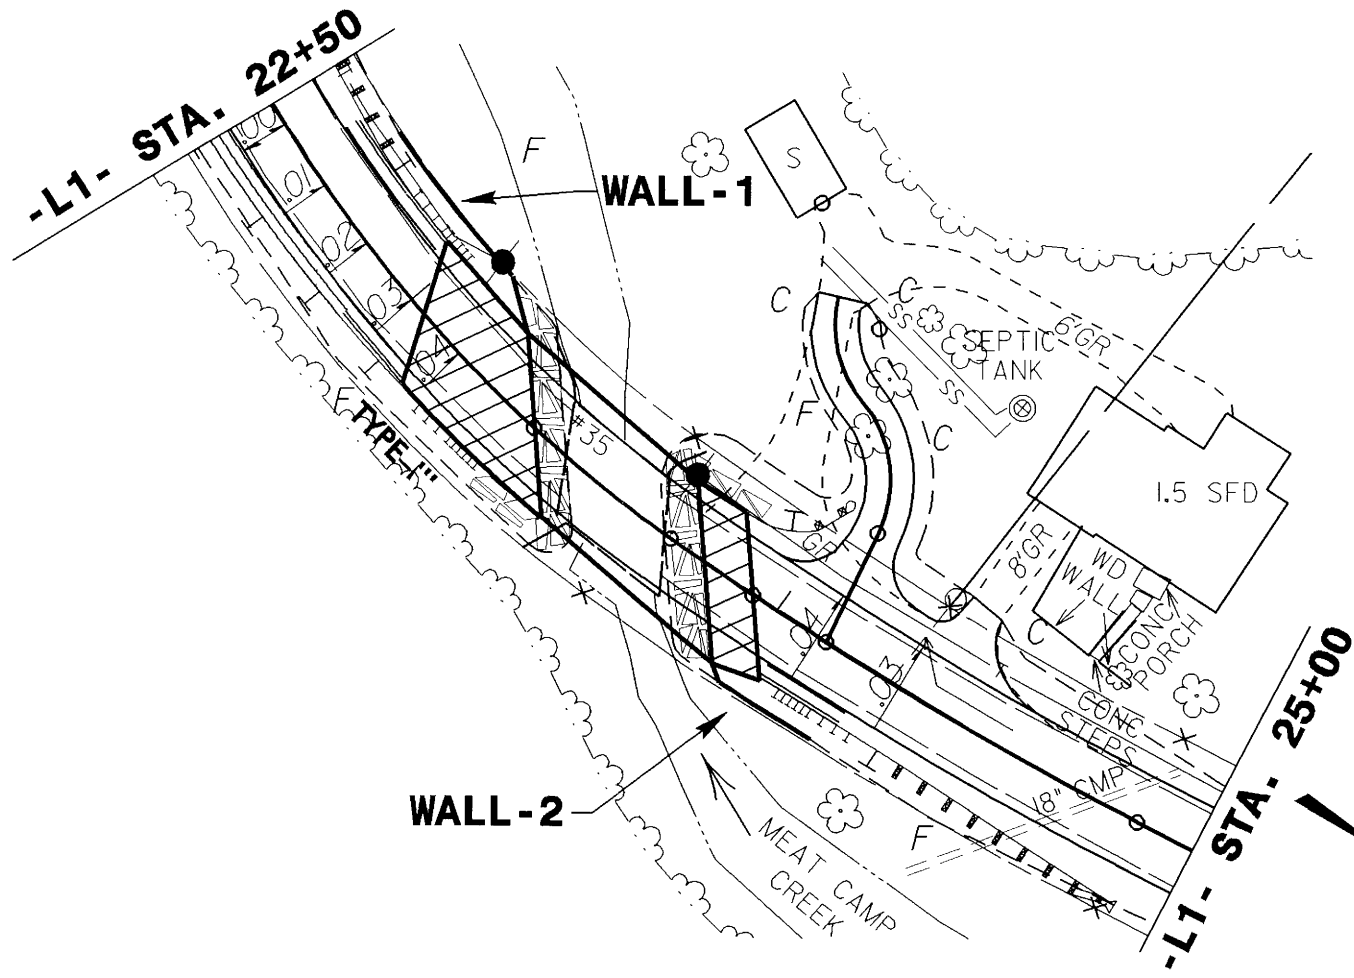 -L1- STA. 22+50
.00
.01
.02
.03
.04
F
WALL-1
S
C
C
SS
6'GR
SEPTIC
TANK
SS
F
C
F
#35
1.5 SFD
T
GR
8'GR
WD
WALL
CONC
PORCH
C
CONC
STEPS
.04
.03
18" CMP
WALL-2
F
MEAT CAMP
CREEK
-L1- STA. 25+00